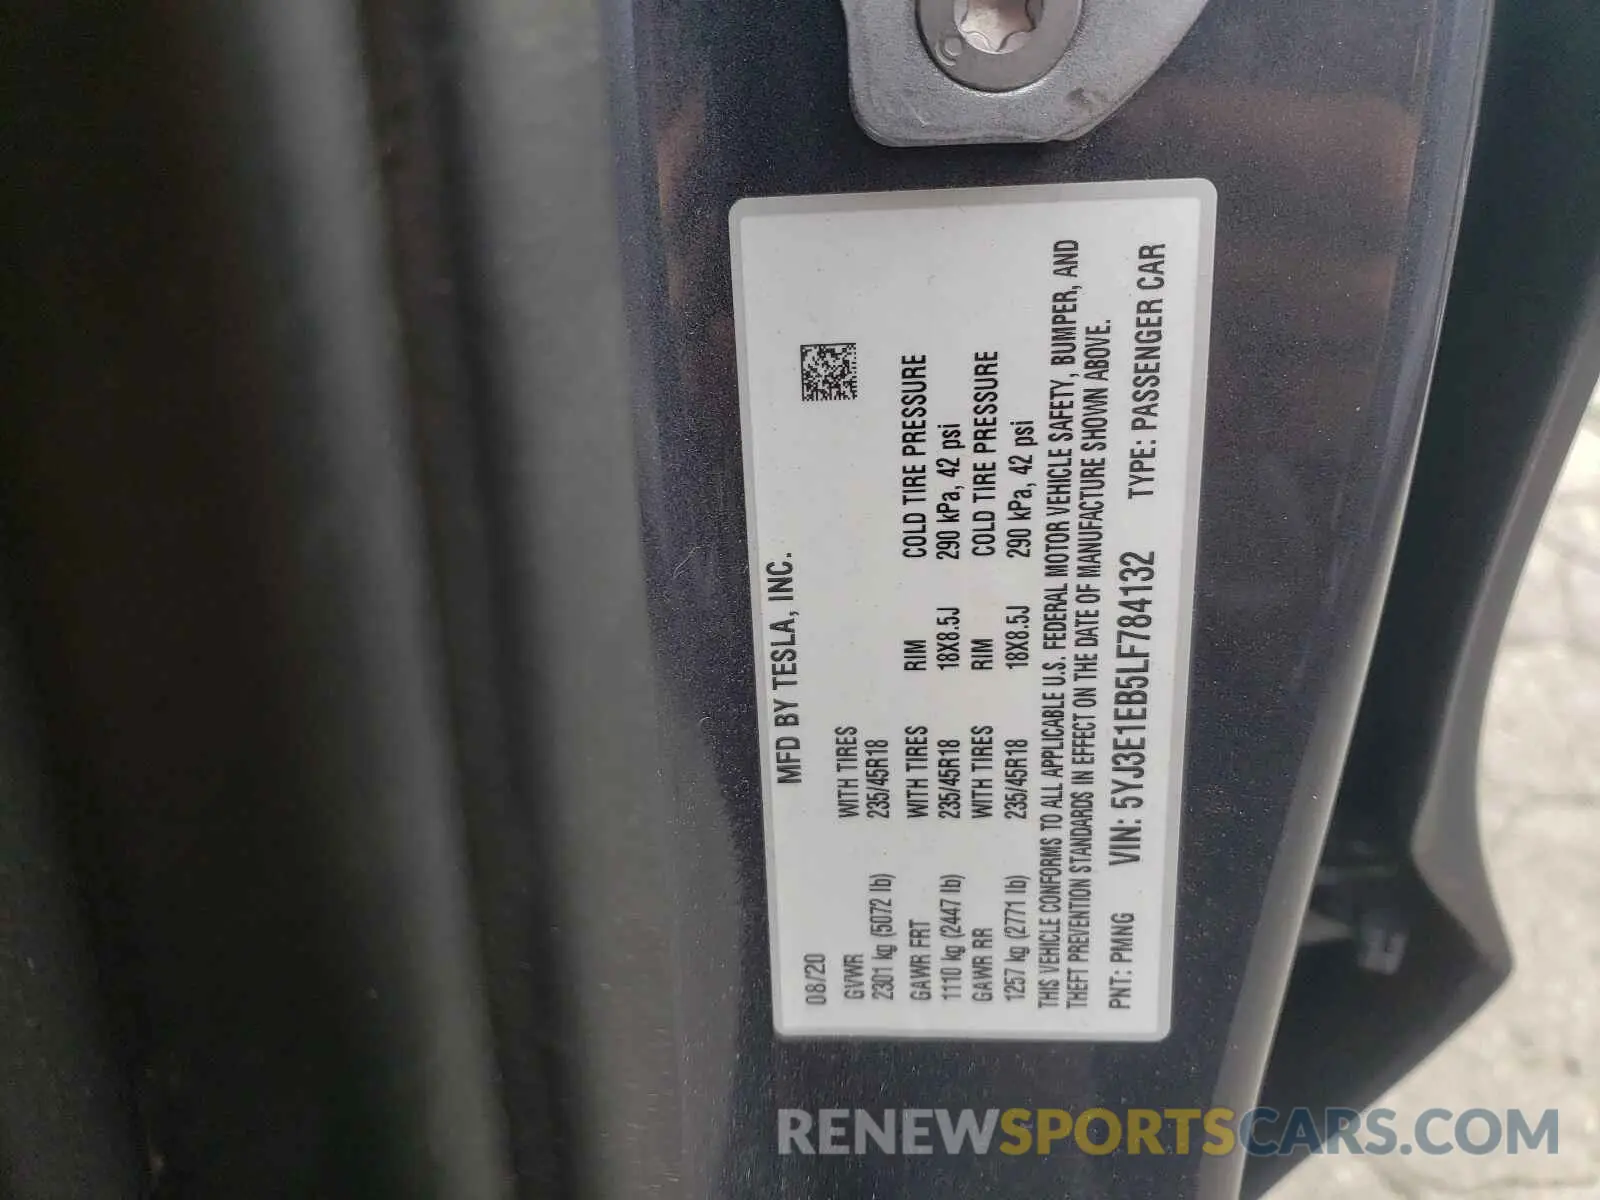 MFD BY TESLA, INC.
08/20
GVWR WITH TIRES
2301 kg (5072 lb) 235/45R18
GAWR FRT WITH TIRES RIM COLD TIRE PRESSURE
1110 kg (2447 lb) 235/45R18 18X8.5J 290 kPa, 42 psi
GAWR RR WITH TIRES RIM COLD TIRE PRESSURE
1257 kg (2771 lb) 235/45R18 18X8.5J 290 kPa, 42 psi
THIS VEHICLE CONFORMS TO ALL APPLICABLE U.S. FEDERAL MOTOR VEHICLE SAFETY, BUMPER, AND
THEFT PREVENTION STANDARDS IN EFFECT ON THE DATE OF MANUFACTURE SHOWN ABOVE.
PNT: PMNG VIN: 5YJ3E1EB5LF784132 TYPE: PASSENGER CAR
RENEWSPORTSCARS.COM